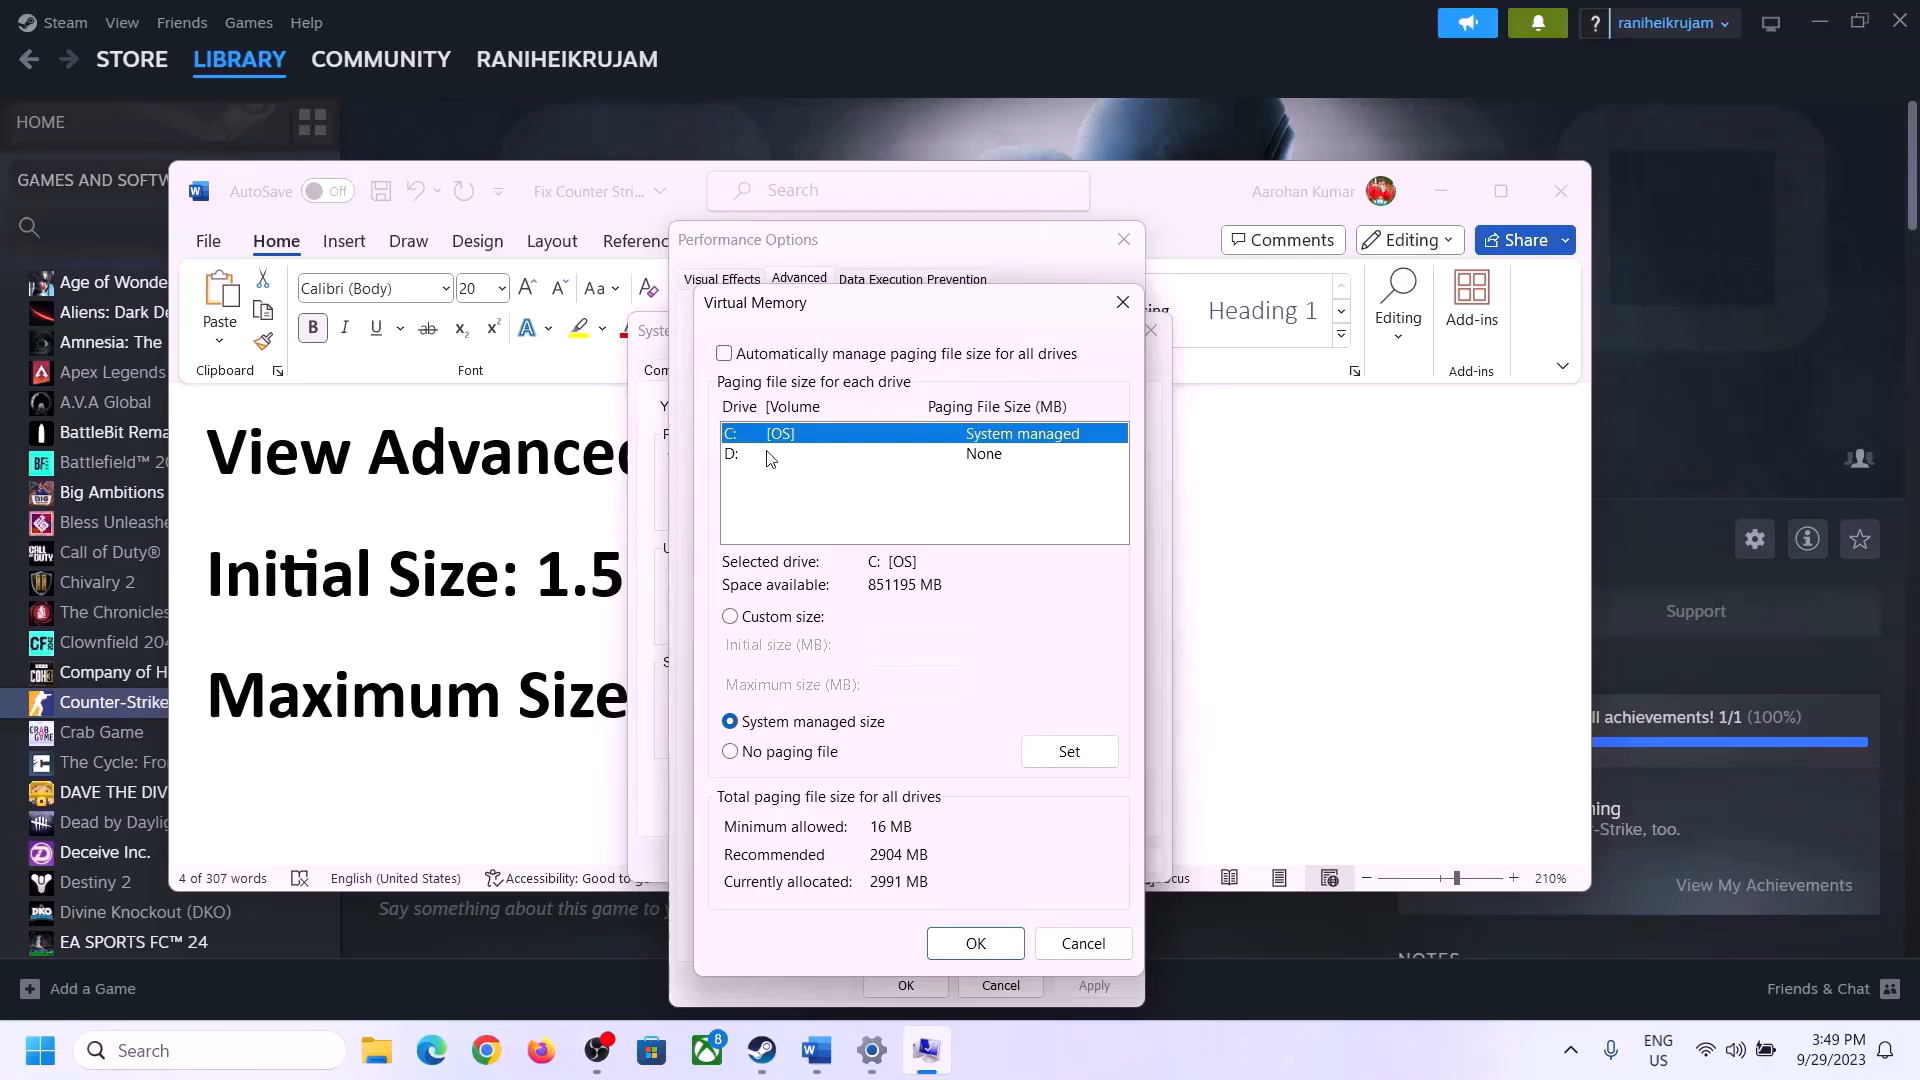 Steam View Friends Games Help
? raniheikrujam
STORE LIBRARY COMMUNITY RANIHEIKRUJAM
HOME
GAMES AND SOFTW
Age of Wonde
Aliens: Dark De
Amnesia: The
Apex Legends
A.V.A Global
BattleBit Rema
Battlefield™ 20
Big Ambitions
Bless Unleashe
Call of Duty®
Chivalry 2
The Chronicles
Clownfield 204
Company of H
Counter-Strike
Crab Game
The Cycle: Fro
DAVE THE DIV
Dead by Daylig
Deceive Inc.
Destiny 2
Divine Knockout (DKO)
EA SPORTS FC™ 24
Add a Game
AutoSave Off Fix Counter Stri... Search Aarohan Kumar
File Home Insert Draw Design Layout Referenc Comments Editing Share
Calibri (Body) 20 Aa
Paste B I U ab x₂ x² A
Heading 1 Editing Add-ins
Clipboard Font Add-ins
View Advanced
Initial Size: 1.5
Maximum Size
4 of 307 words English (United States) Accessibility: Good to g 210%
Performance Options
Visual Effects Advanced Data Execution Prevention
Syste
Com
Virtual Memory
Automatically manage paging file size for all drives
Paging file size for each drive
Drive [Volume Paging File Size (MB)
C: [OS] System managed
D: None
Selected drive: C: [OS]
Space available: 851195 MB
Custom size:
Initial size (MB):
Maximum size (MB):
System managed size
No paging file Set
Total paging file size for all drives
Minimum allowed: 16 MB
Recommended 2904 MB
Currently allocated: 2991 MB
OK Cancel
OK Cancel Apply
Support
ll achievements! 1/1 (100%)
-Strike, too.
View My Achievements
Say something about this game to y
NOTES
Friends & Chat
Search 8
ENG
US
3:49 PM
9/29/2023